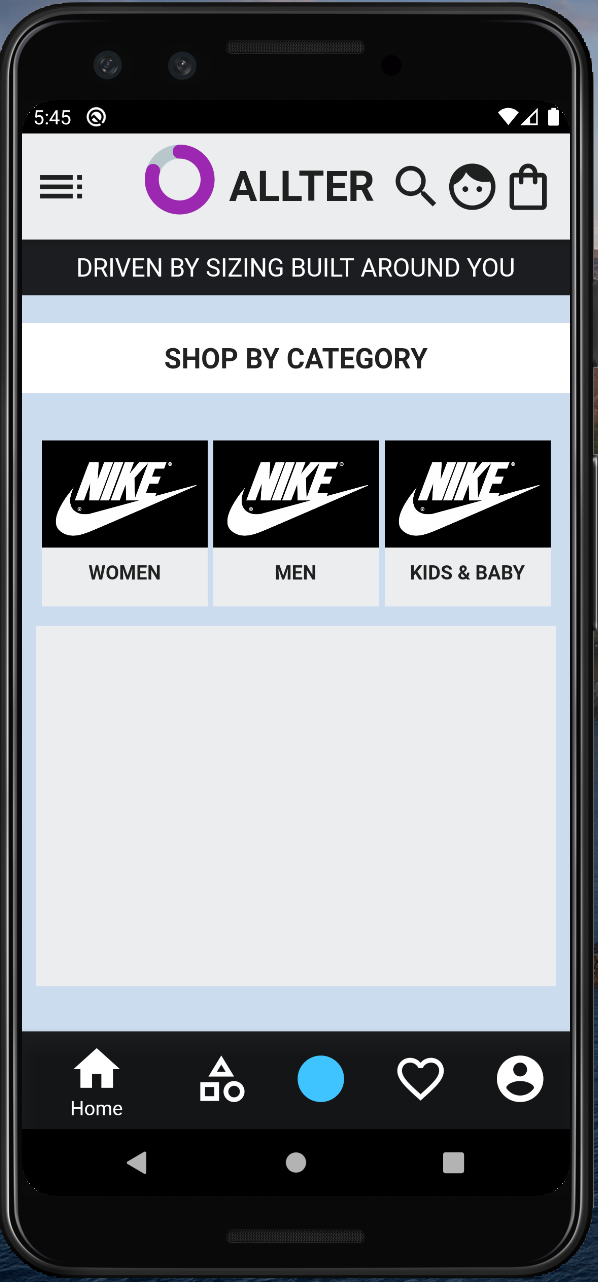 5:45
ALLTER
DRIVEN BY SIZING BUILT AROUND YOU
SHOP BY CATEGORY
NIKE NIKE NIKE
WOMEN MEN KIDS & BABY
Home